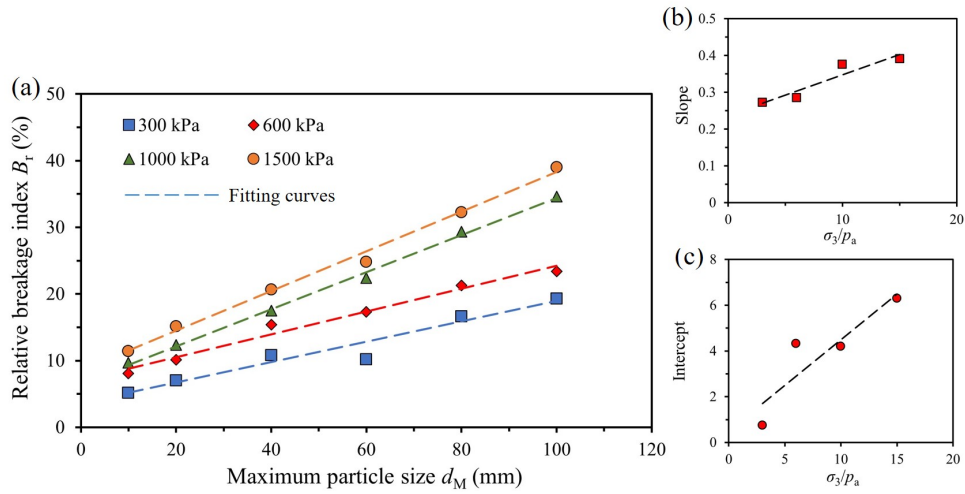 (a)
Relative breakage index Br (%)
50
40
30
20
10
0
300 kPa
600 kPa
1000 kPa
1500 kPa
Fitting curves
0
20
40
60
80
100
120
Maximum particle size dM (mm)
(b)
Slope
0.5
0.4
0.3
0.2
0.1
0
0
10
20
σ3/pa
(c)
Intercept
8
6
4
2
0
0
5
10
15
20
σ3/pa